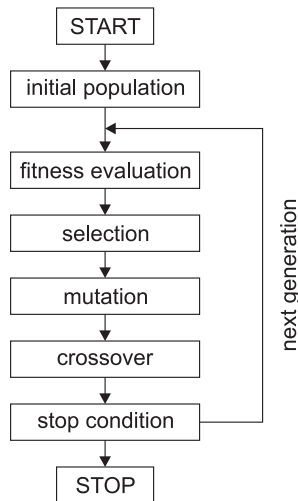 START
initial population
fitness evaluation
selection
mutation
crossover
stop condition
STOP
next generation